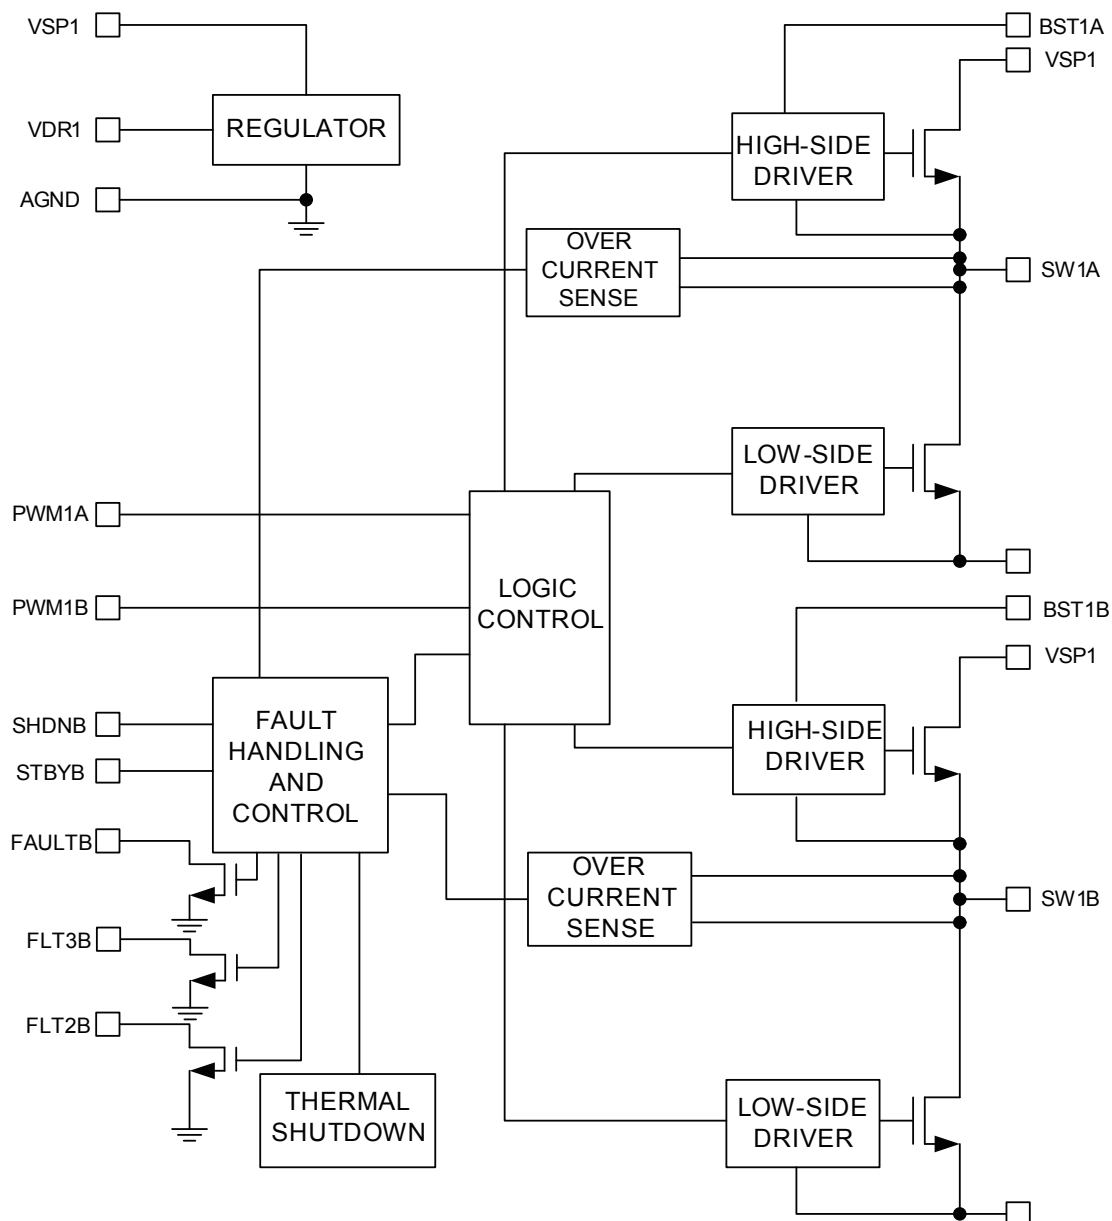 VSP1
VDR1
AGND
REGULATOR
BST1A
VSP1
HIGH-SIDE
DRIVER
OVER
CURRENT
SENSE
SW1A
LOW-SIDE
DRIVER
PWM1A
PWM1B
LOGIC
CONTROL
BST1B
VSP1
HIGH-SIDE
DRIVER
SHDNB
STBYB
FAULT
HANDLING
AND
CONTROL
FAULTB
FLT3B
FLT2B
OVER
CURRENT
SENSE
SW1B
THERMAL
SHUTDOWN
LOW-SIDE
DRIVER